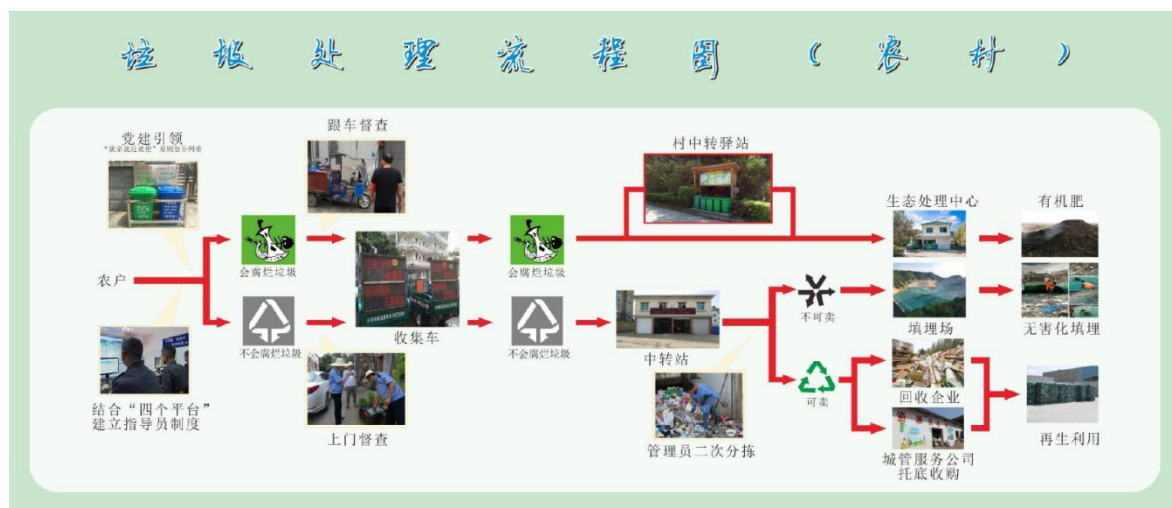 垃圾处理流程图（农村）
党建引领
跟车督查
村中转驿站
生态处理中心
有机肥
会腐烂垃圾
会腐烂垃圾
农户
收集车
不可卖
填埋场
无害化填埋
不会腐烂垃圾
不会腐烂垃圾
中转站
可卖
回收企业
结合“四个平台”
建立指导员制度
上门督查
管理员二次分拣
城管服务公司
托底收购
再生利用